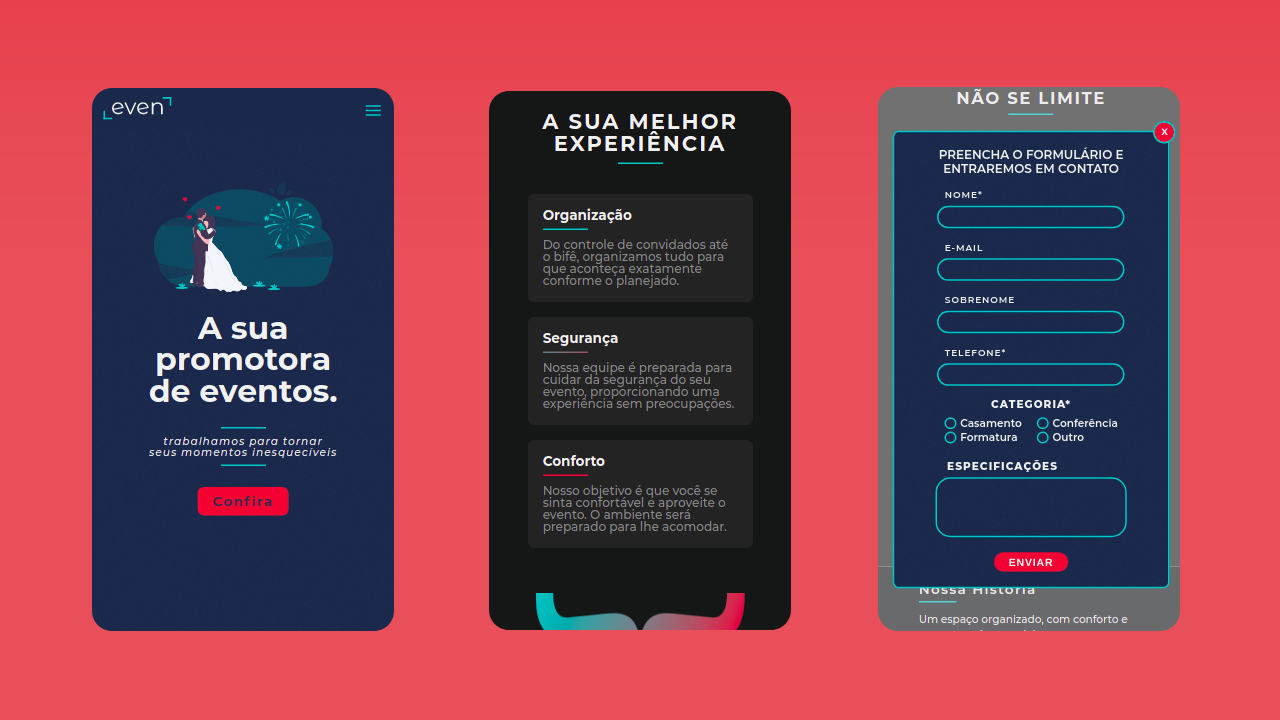 even
A sua
promotora
de eventos.
trabalhamos para tornar
seus momentos inesquecíveis
Confira
A SUA MELHOR
EXPERIÊNCIA
Organização
Do controle de convidados até
o bifê, organizamos tudo para
que aconteça exatamente
conforme o planejado.
Segurança
Nossa equipe é preparada para
cuidar da segurança do seu
evento, proporcionando uma
experiência sem preocupações.
Conforto
Nosso objetivo é que você se
sinta confortável e aproveite o
evento. O ambiente será
preparado para lhe acomodar.
NÃO SE LIMITE
X
PREENCHA O FORMULÁRIO E
ENTRAREMOS EM CONTATO
NOME*
E-MAIL
SOBRENOME
TELEFONE*
CATEGORIA*
Casamento Conferência
Formatura Outro
ESPECIFICAÇÕES
ENVIAR
Nossa História
Um espaço organizado, com conforto e